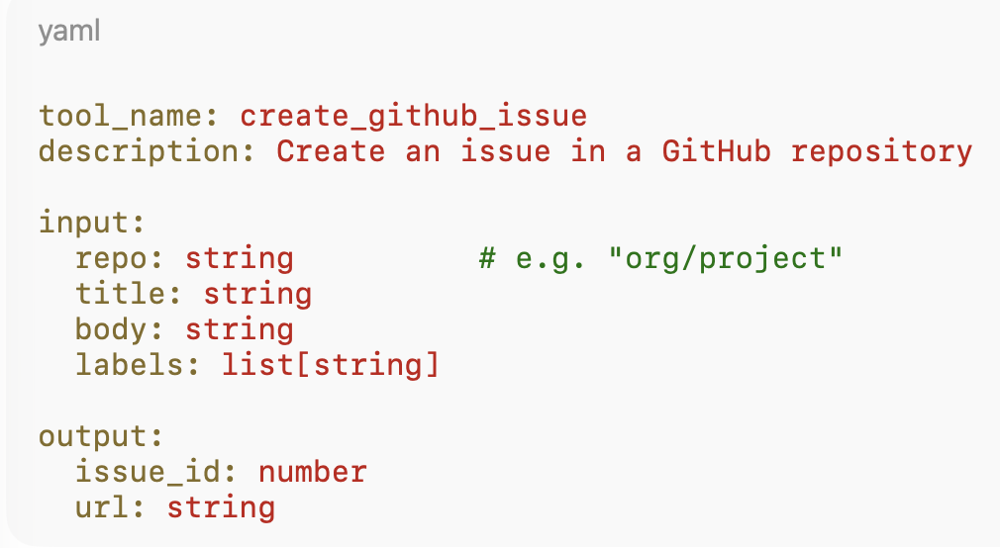 yaml
tool_name: create_github_issue
description: Create an issue in a GitHub repository
input:
  repo: string          # e.g. "org/project"
  title: string
  body: string
  labels: list[string]
output:
  issue_id: number
  url: string